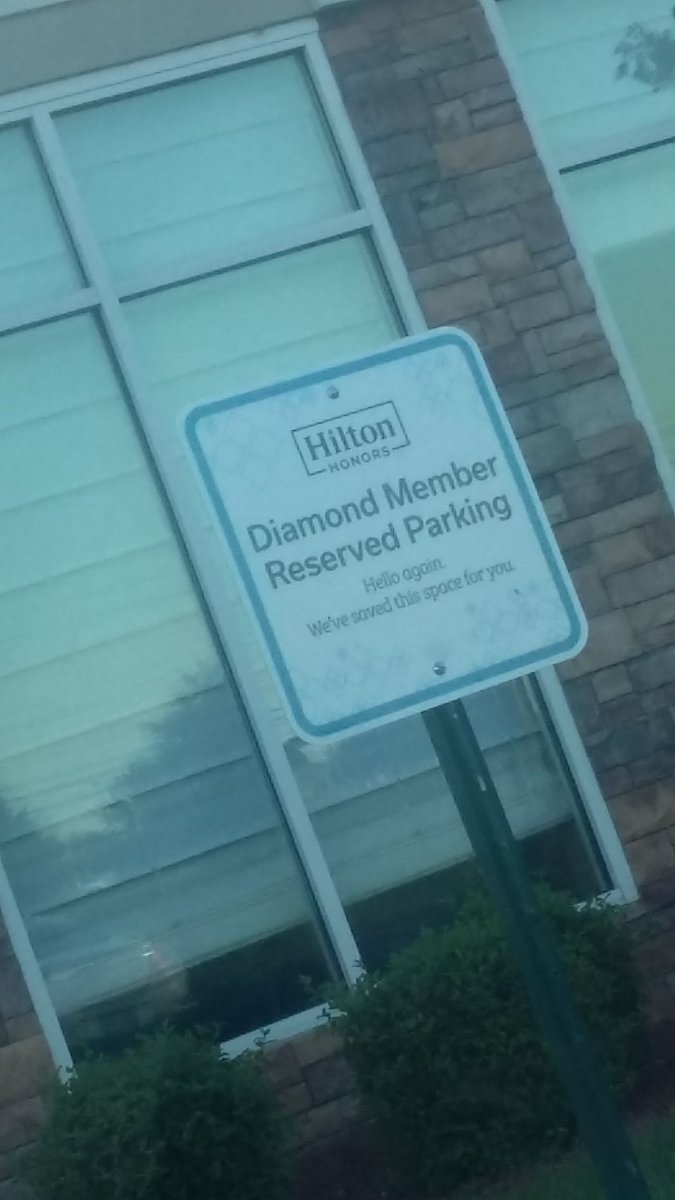 Hilton
HONORS
Diamond Member
Reserved Parking
Hello again.
We've saved this space for you.